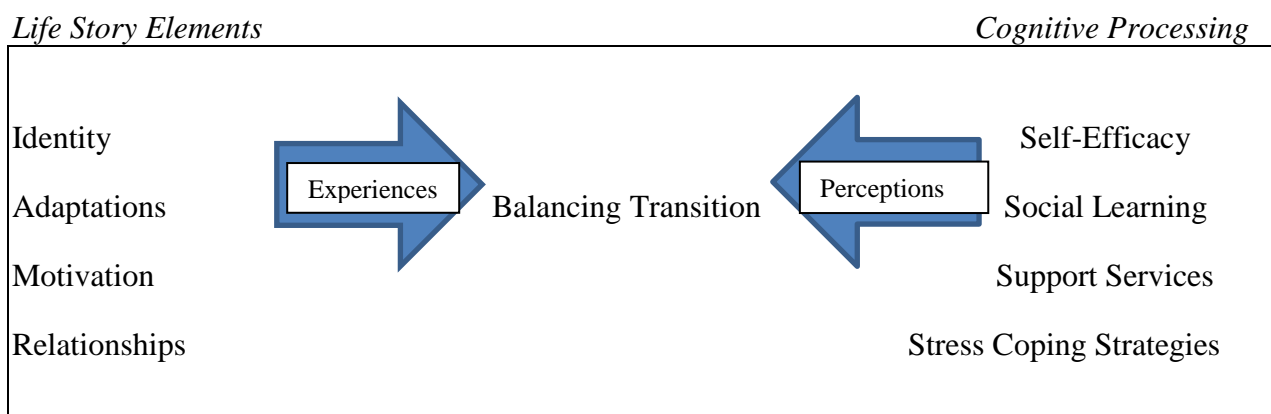 Life Story Elements Cognitive Processing
Identity Self-Efficacy
Experiences Perceptions
Adaptations Balancing Transition Social Learning
Motivation Support Services
Relationships Stress Coping Strategies